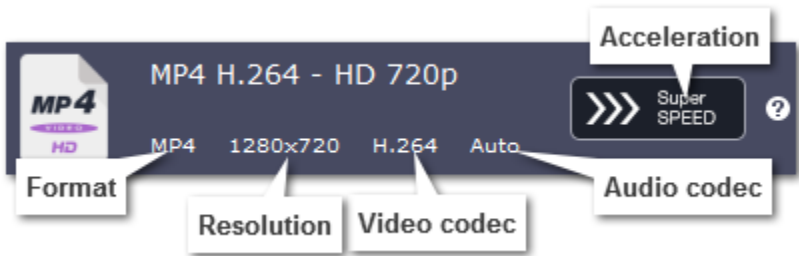 Acceleration
MP4 H.264 - HD 720p
MP4
VIDEO
HD
Super
SPEED
?
MP4 1280x720 H.264 Auto
Format
Resolution
Video codec
Audio codec